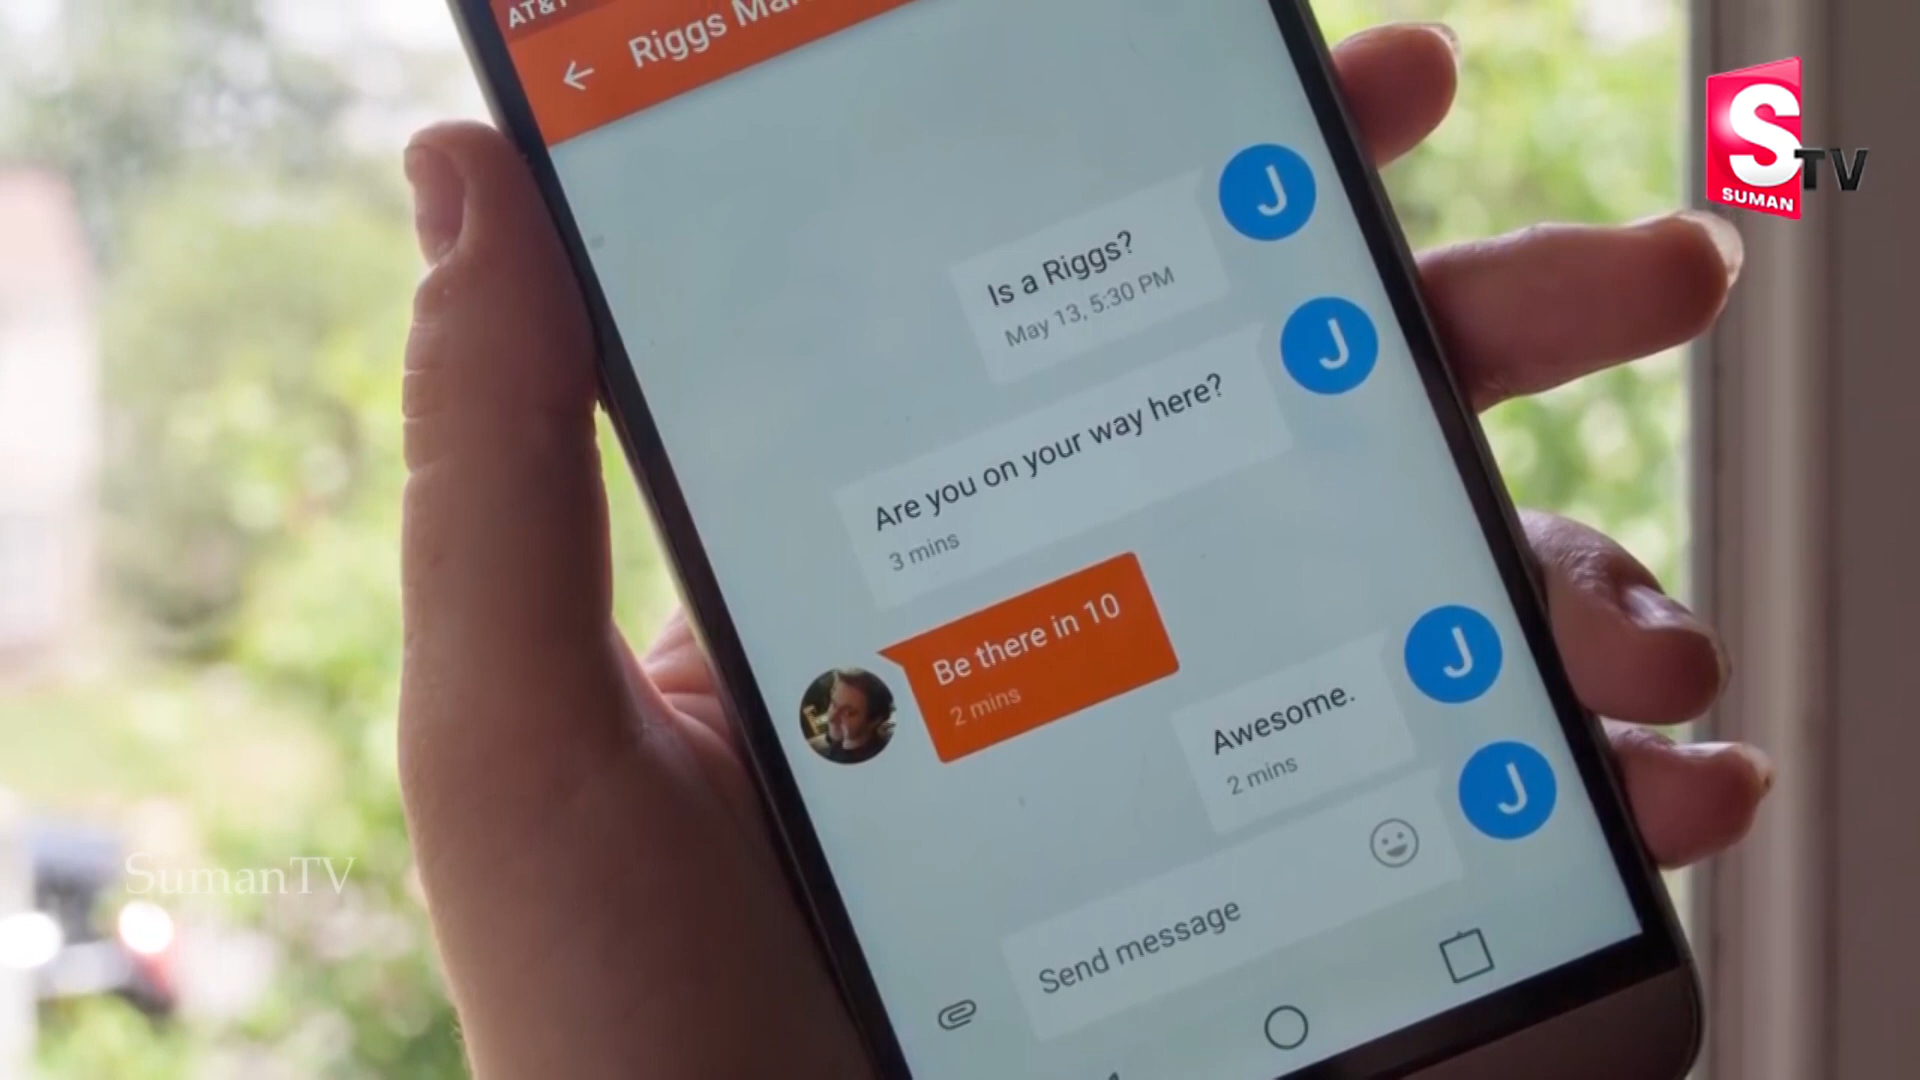 AT&T
Riggs
Is a Riggs?
May 13, 5:30 PM
J
Are you on your way here?
3 mins
J
Be there in 10
2 mins
Awesome.
2 mins
J
Send message
J
S
TV
SUMAN
SumanTV